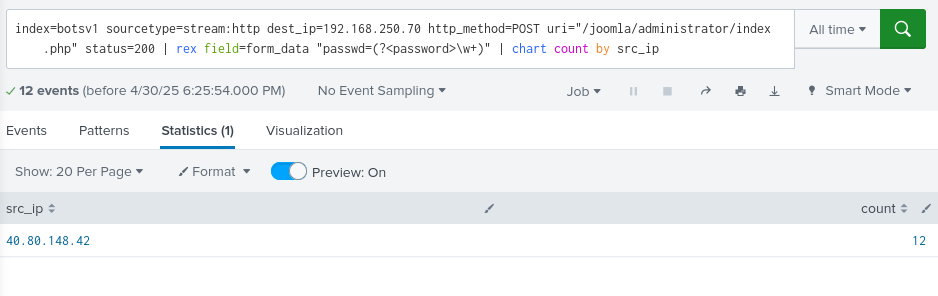 index=botsv1 sourcetype=stream:http dest_ip=192.168.250.70 http_method=POST uri="/joomla/administrator/index
.php" status=200 | rex field=form_data "passwd=(?<password>\w+)" | chart count by src_ip
All time
12 events (before 4/30/25 6:25:54.000 PM) No Event Sampling Job Smart Mode
Events Patterns Statistics (1) Visualization
Show: 20 Per Page Format Preview: On
src_ip count
40.80.148.42 12